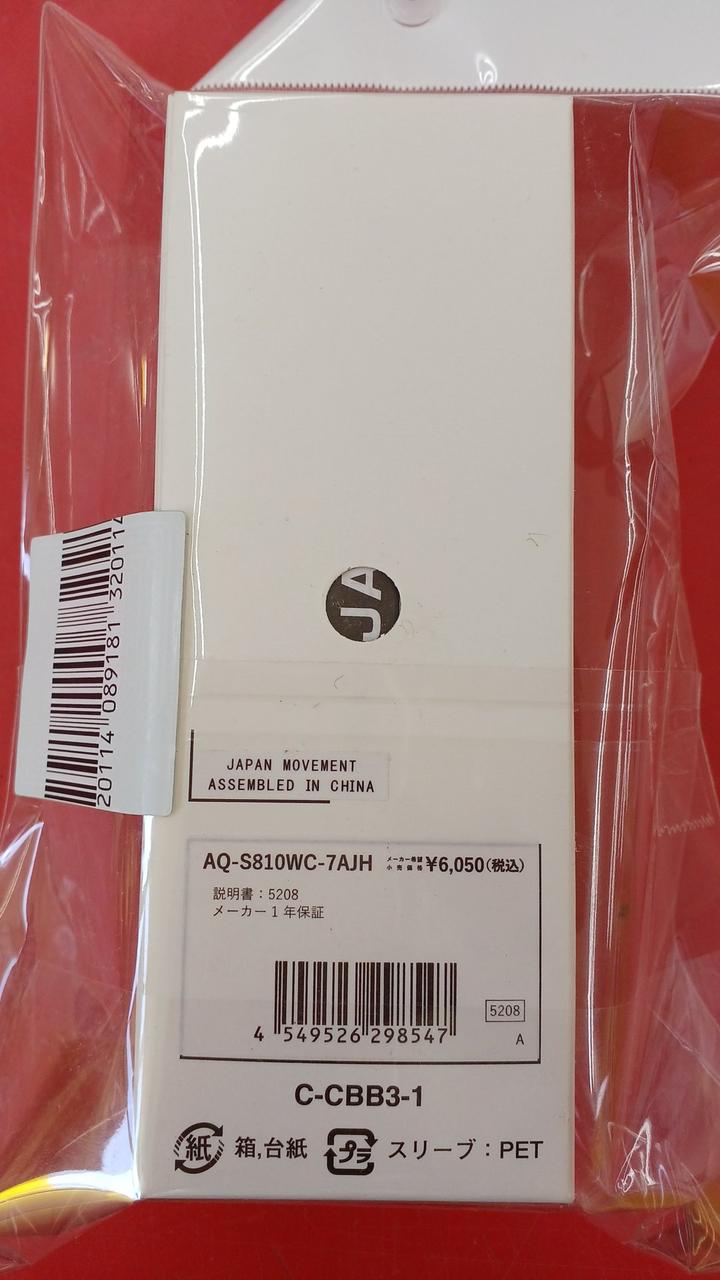 JA
20114 089181 320114
JAPAN MOVEMENT
ASSEMBLED IN CHINA
AQ-S810WC-7AJH メーカー希望小売価格 ¥6,050(税込)
説明書：5208
メーカー1年保証
4 549526 298547
5208
A
C-CBB3-1
紙 箱,台紙 プラ スリーブ：PET